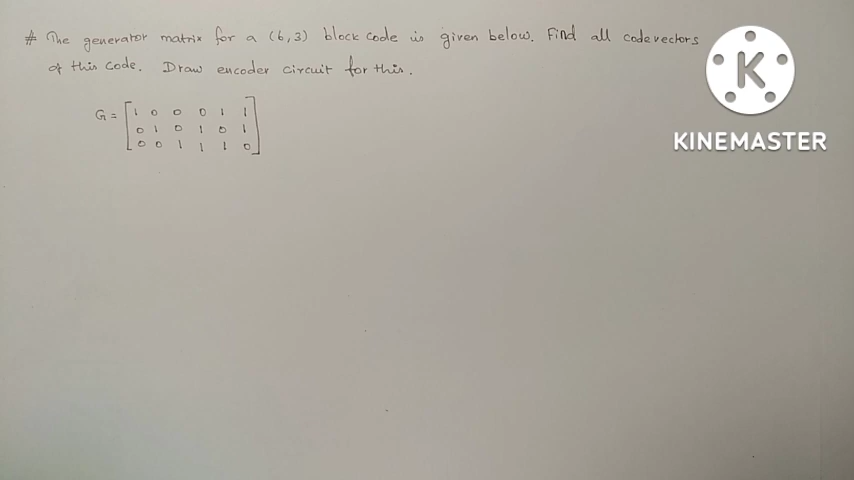 # The generator matrix for a (6,3) block code is given below. Find all codevectors
of this code. Draw encoder circuit for this.
G = [1 0 0 0 1 1
0 1 0 1 0 1
0 0 1 1 1 0]
K
KINEMASTER